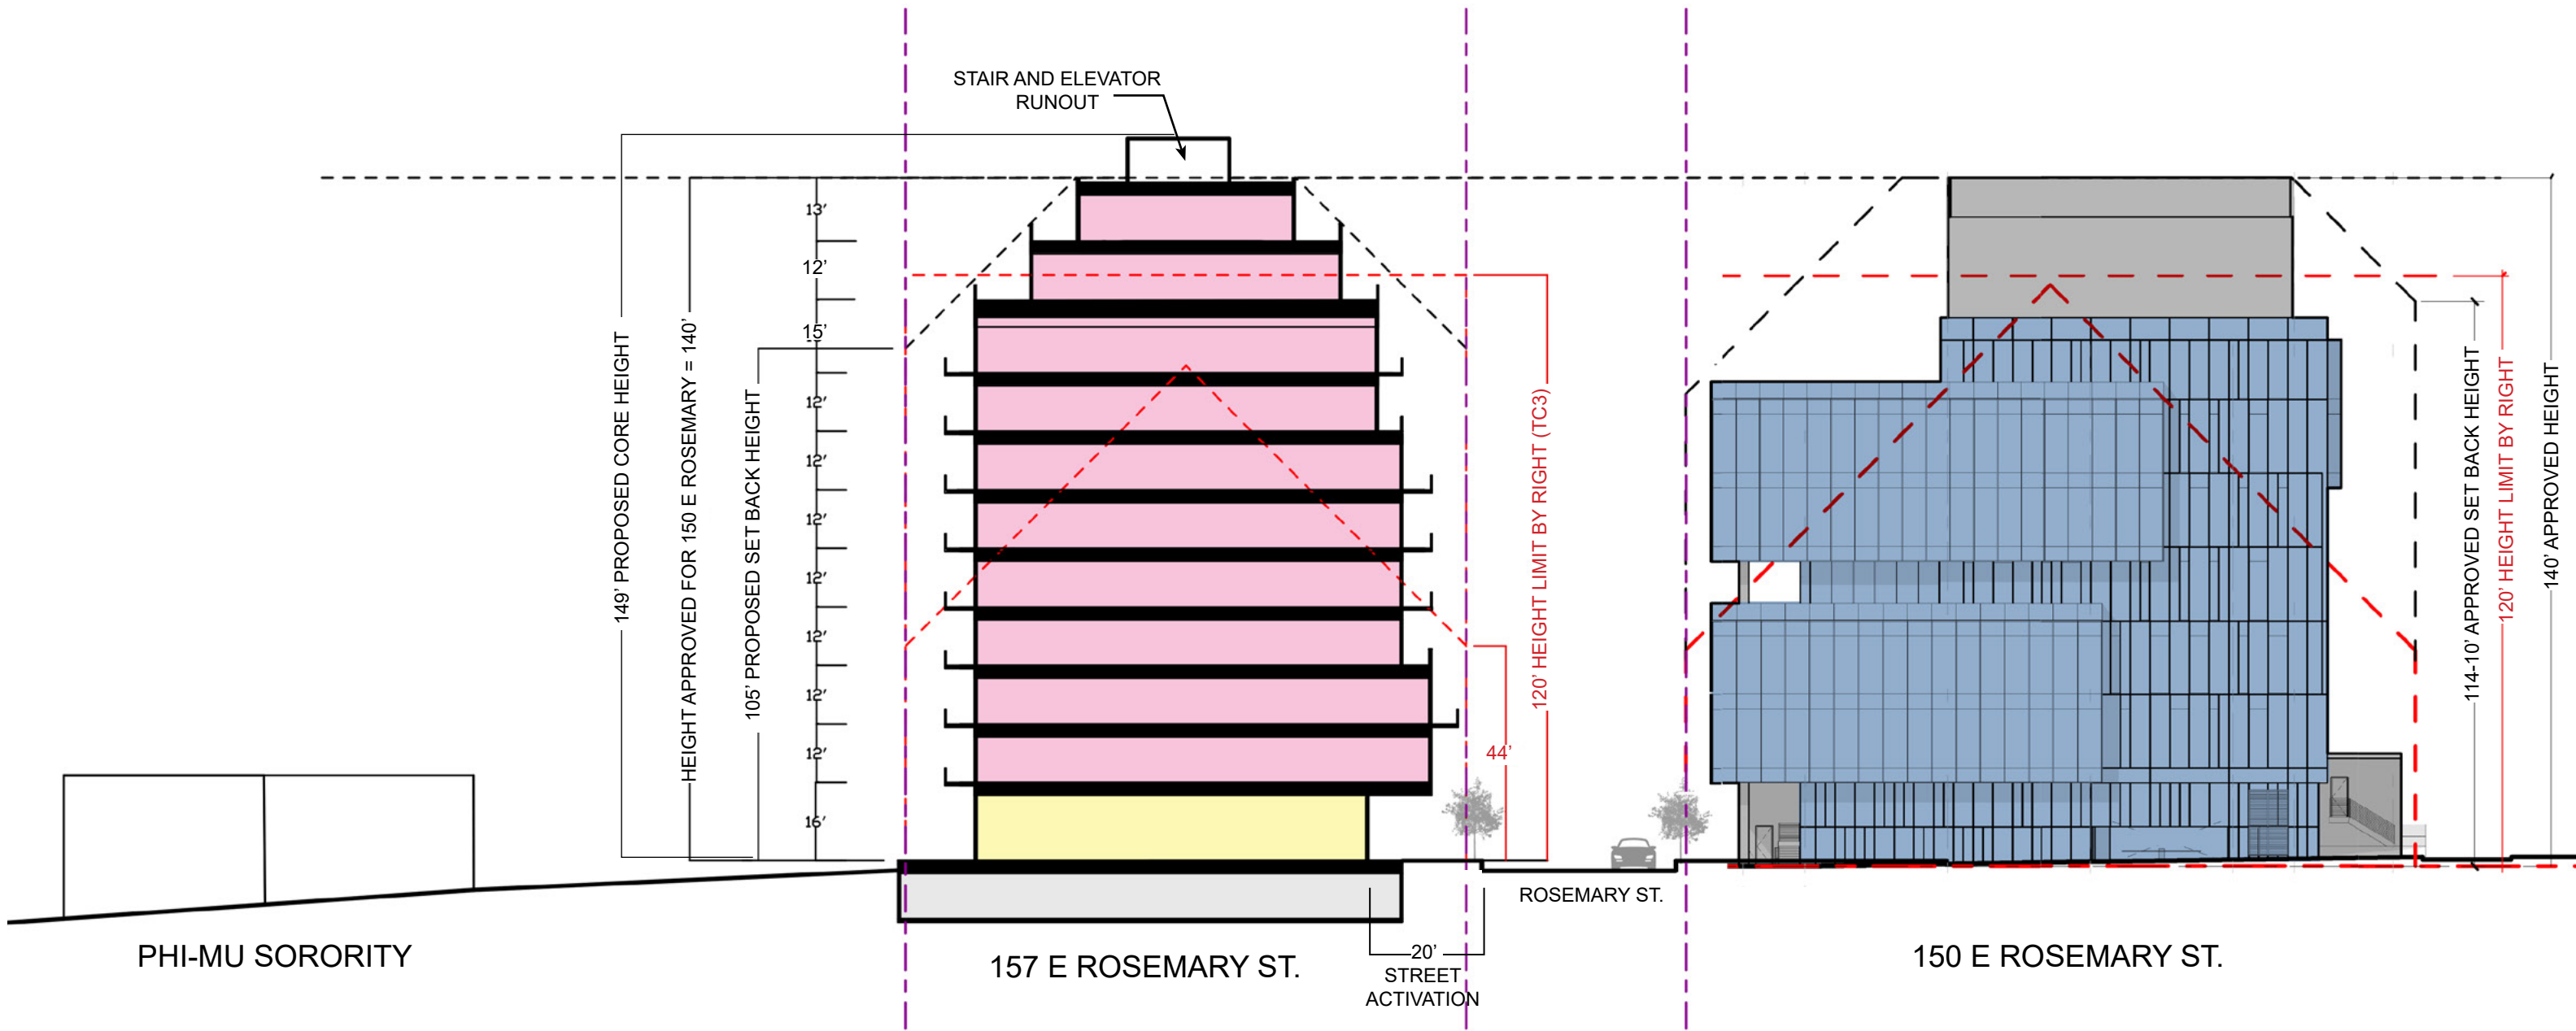 STAIR AND ELEVATOR
RUNOUT
149' PROPOSED CORE HEIGHT
HEIGHT APPROVED FOR 150 E ROSEMARY = 140'
105' PROPOSED SET BACK HEIGHT
13'
12'
15'
12'
12'
12'
12'
12'
12'
12'
16'
44'
120' HEIGHT LIMIT BY RIGHT (TC3)
114-10' APPROVED SET BACK HEIGHT
120' HEIGHT LIMIT BY RIGHT
140' APPROVED HEIGHT
ROSEMARY ST.
20'
STREET
ACTIVATION
PHI-MU SORORITY
157 E ROSEMARY ST.
150 E ROSEMARY ST.